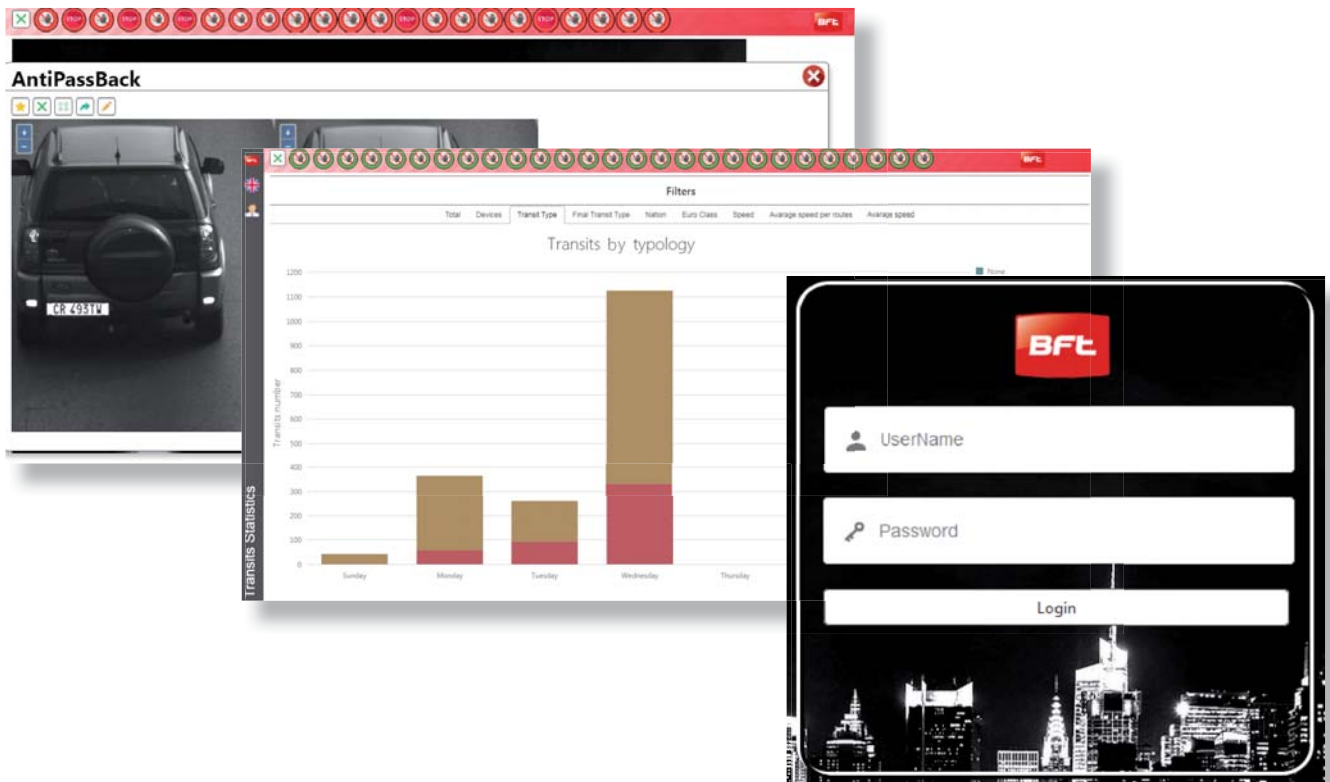 STOP STOP STOP STOP STOP BFt
AntiPassBack
CR 493TW
BFt
Filters
Total Devices Transit Type Final Transit Type Nation Euro Class Speed Avarage speed per routes Avarage speed
Transits by typology
None
Transits number
1200
1100
1000
900
800
700
600
500
400
300
200
100
0
Sunday Monday Tuesday Wednesday Thursday
Transits Statistics
BFt
UserName
Password
Login